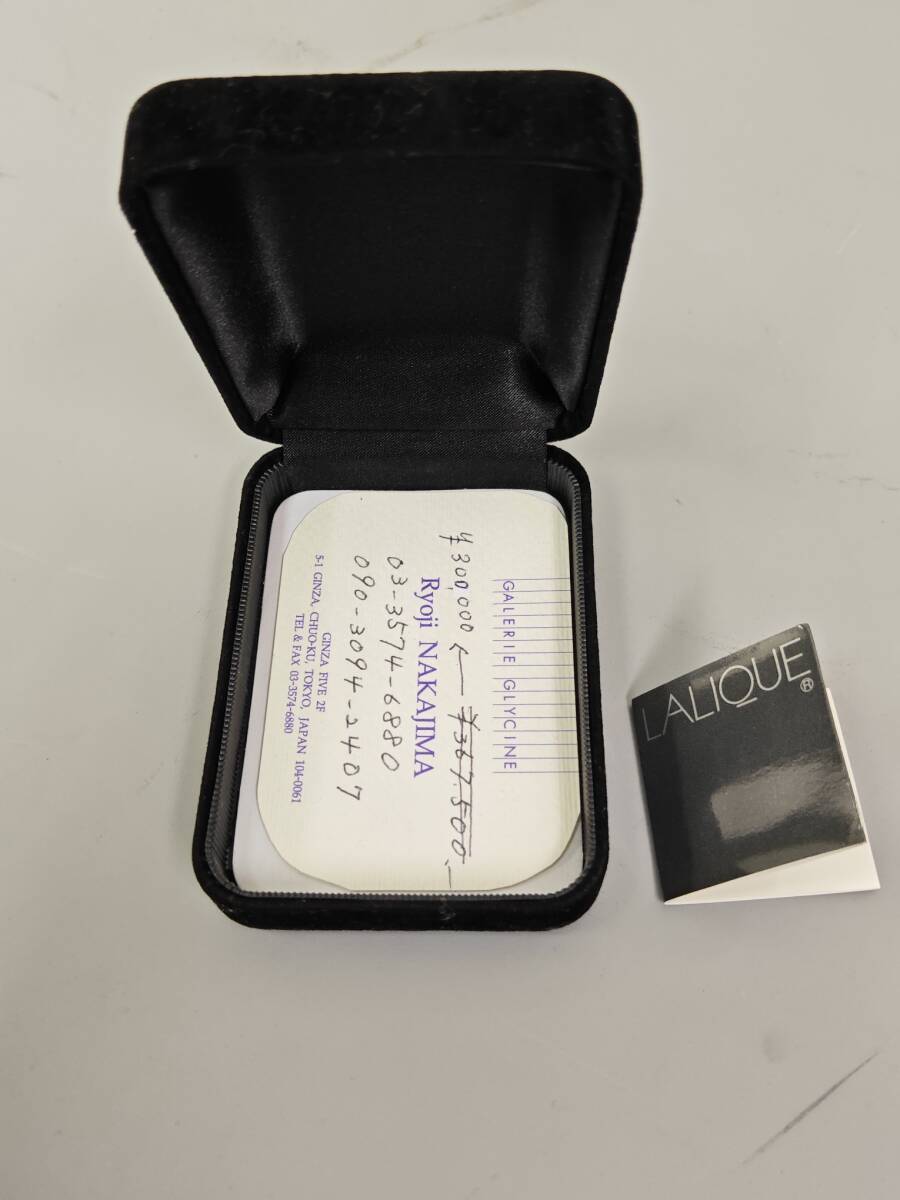 GALERIE GLYCINE
¥300,000 ← ¥367,500.-
Ryoji NAKAJIMA
03-3574-6880
090-3094-2407
GINZA FIVE 2F
5-1 GINZA, CHUO-KU, TOKYO, JAPAN 104-0061
TEL & FAX 03-3574-6880
LALIQUE®